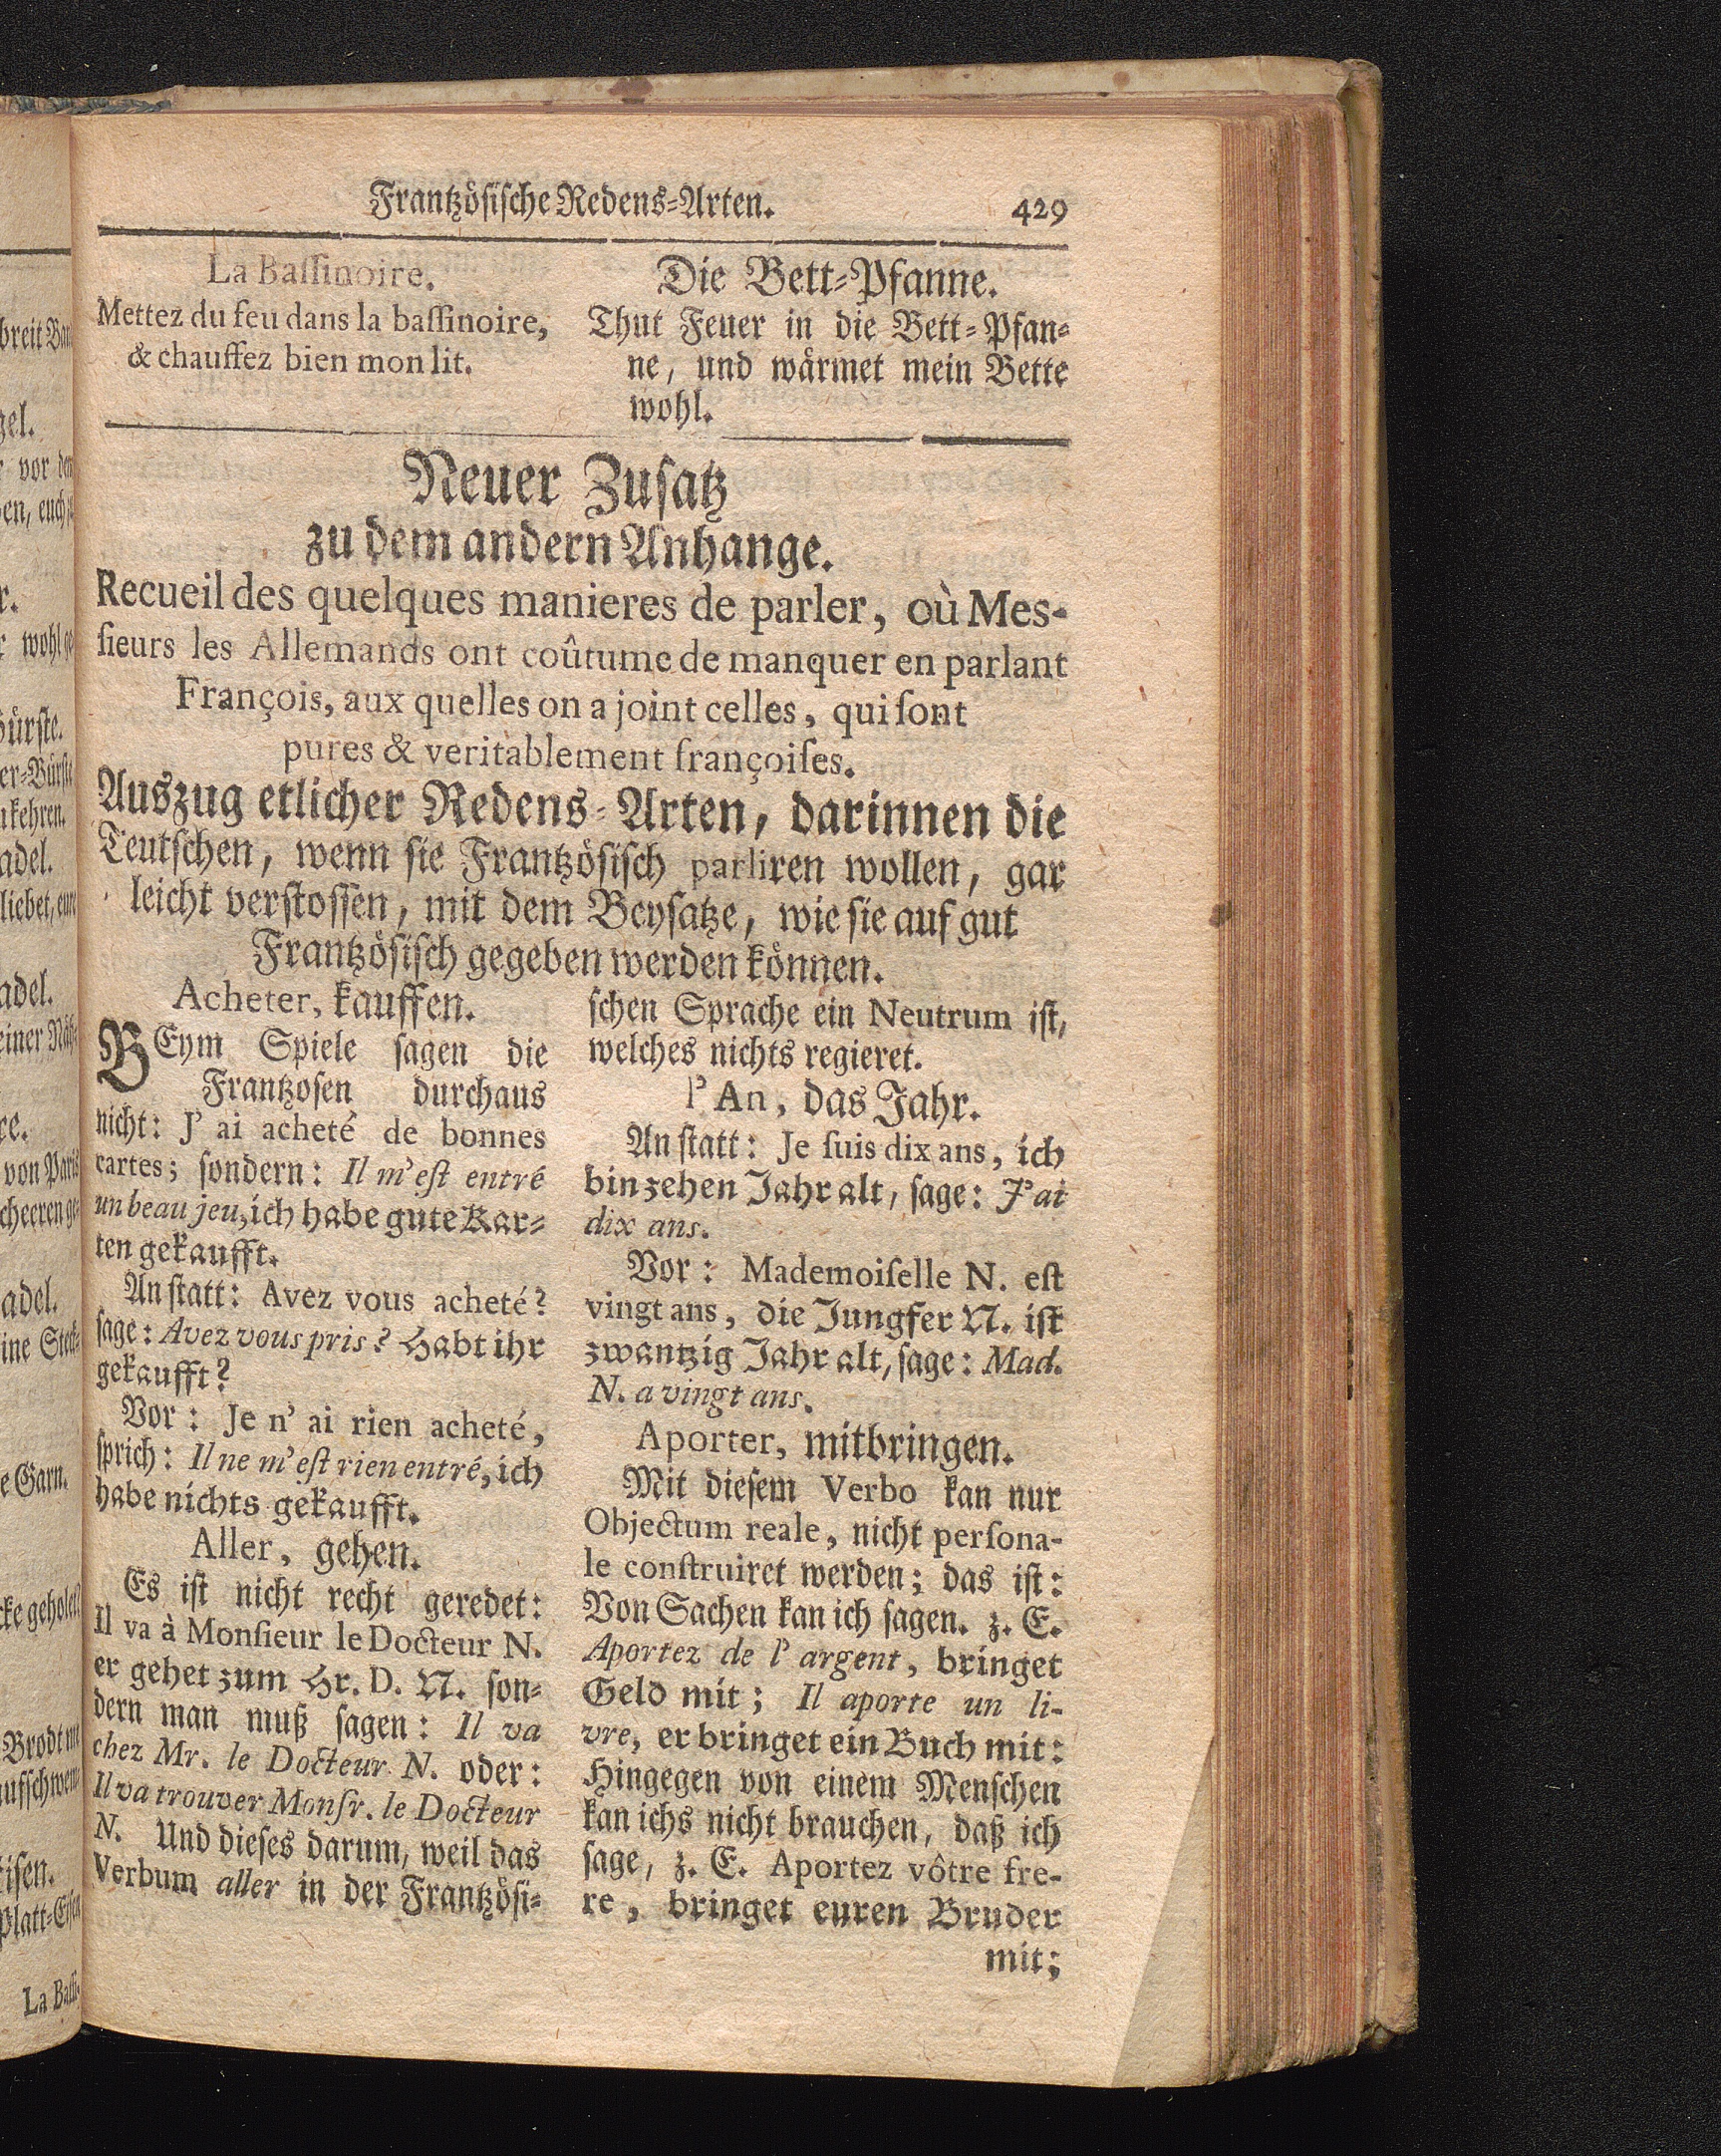 Frantzösische Redens-Arten. 429
La Bassinoire.
Mettez du feu dans la bassinoire,
& chauffez bien mon lit.
Die Bett-Pfanne.
Thut Feuer in die Bett-Pfan-
ne, und wärmet mein Bette
wohl.
Neuer Zusatz
zu dem andern Anhange.
Recueil des quelques manieres de parler, où Mes-
sieurs les Allemands ont coûtume de manquer en parlant
François, aux quelles on a joint celles, qui sont
pures & veritablement françoises.
Auszug etlicher Redens-Arten, darinnen die
Teutschen, wenn sie Frantzösisch parliren wollen, gar
leicht verstossen, mit dem Beysatze, wie sie auf gut
Frantzösisch gegeben werden können.
Acheter, kauffen.
BEym Spiele sagen die
Frantzosen durchaus
nicht: J' ai acheté de bonnes
cartes; sondern: Il m'est entré
un beau jeu, ich habe gute Kar-
ten gekaufft.
An statt: Avez vous acheté?
sage: Avez vous pris? Habt ihr
gekaufft?
Vor: Je n' ai rien acheté,
sprich: Il ne m'est rien entré, ich
habe nichts gekaufft.
Aller, gehen.
Es ist nicht recht geredet:
Il va à Monsieur le Docteur N.
er gehet zum Hr. D. N. son-
dern man muß sagen: Il va
chez Mr. le Docteur N. oder:
Il va trouver Monsr. le Docteur
N. Und dieses darum, weil das
Verbum aller in der Frantzösi-
schen Sprache ein Neutrum ist,
welches nichts regieret.
l' An, das Jahr.
An statt: Je suis dix ans, ich
bin zehen Jahr alt, sage: J' ai
dix ans.
Vor: Mademoiselle N. est
vingt ans, die Jungfer N. ist
zwantzig Jahr alt, sage: Mad.
N. a vingt ans.
Aporter, mitbringen.
Mit diesem Verbo kan nur
Objectum reale, nicht persona-
le construiret werden; das ist:
Von Sachen kan ich sagen. z. E.
Aportez de l' argent, bringet
Geld mit; Il aporte un li-
vre, er bringet ein Buch mit:
Hingegen von einem Menschen
kan ichs nicht brauchen, daß ich
sage, z. E. Aportez vôtre fre-
re, bringet euren Bruder
mit;